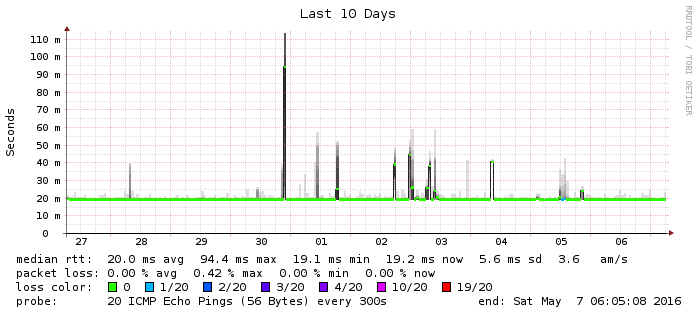 Last 10 Days
RRDTOOL / TOBI OETIKER
Seconds
110 m
100 m
90 m
80 m
70 m
60 m
50 m
40 m
30 m
20 m
10 m
0
27 28 29 30 01 02 03 04 05 06
median rtt: 20.0 ms avg 94.4 ms max 19.1 ms min 19.2 ms now 5.6 ms sd 3.6 am/s
packet loss: 0.00 % avg 0.42 % max 0.00 % min 0.00 % now
loss color: 0 1/20 2/20 3/20 4/20 10/20 19/20
probe: 20 ICMP Echo Pings (56 Bytes) every 300s end: Sat May 7 06:05:08 2016